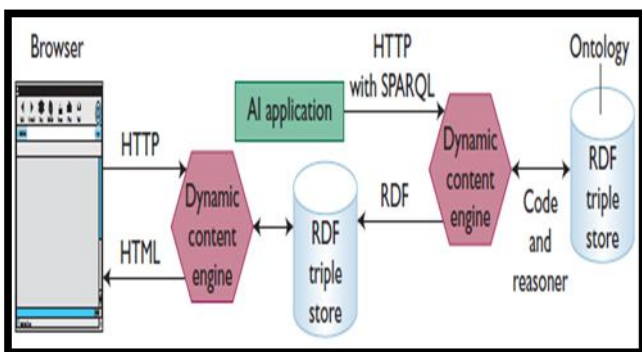 Browser
HTTP
HTML
Dynamic
content
engine
AI application
HTTP
with SPARQL
RDF
triple
store
RDF
Dynamic
content
engine
Code
and
reasoner
Ontology
RDF
triple
store